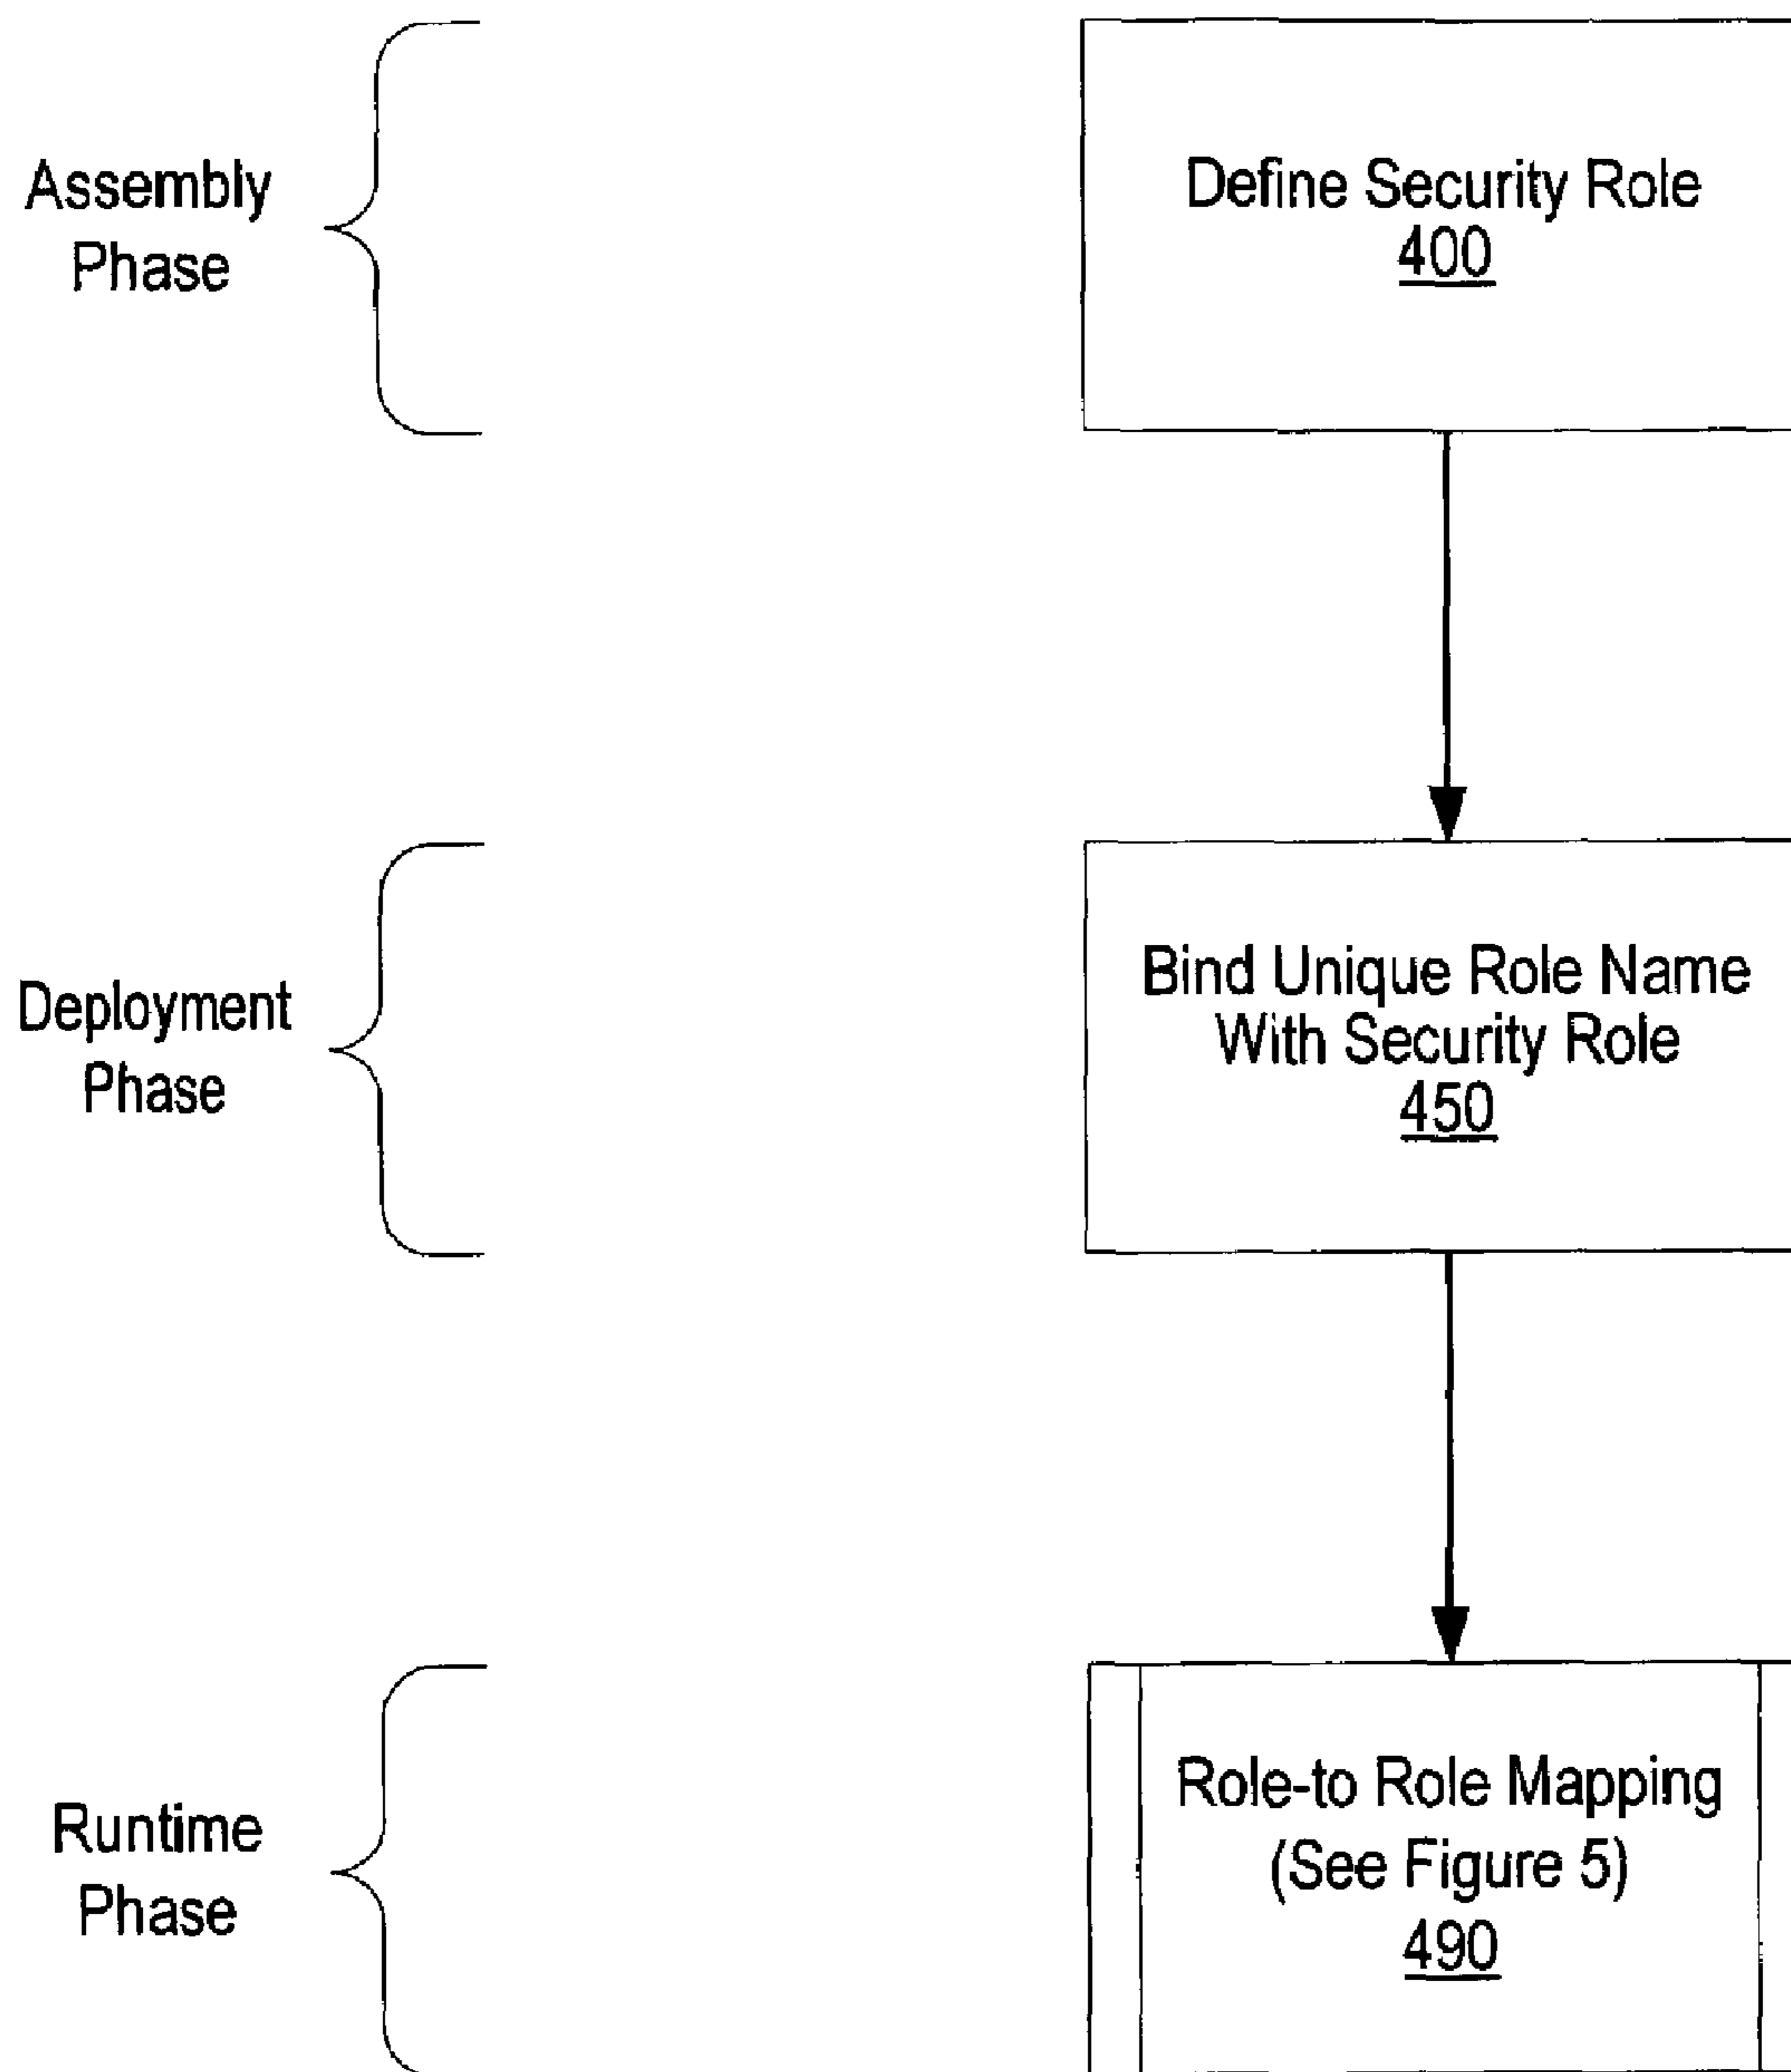 Assembly
Phase
Define Security Role
400
Deployment
Phase
Bind Unique Role Name
With Security Role
450
Runtime
Phase
Role-to Role Mapping
(See Figure 5)
490